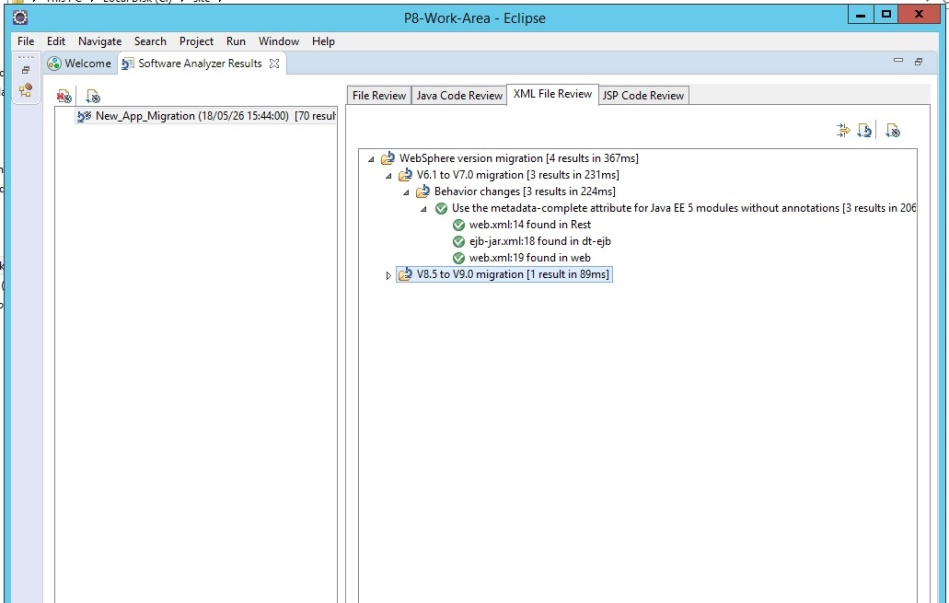 P8-Work-Area - Eclipse
File Edit Navigate Search Project Run Window Help
Welcome Software Analyzer Results
File Review Java Code Review XML File Review JSP Code Review
New_App_Migration (18/05/26 15:44:00) [70 resul
WebSphere version migration [4 results in 367ms]
V6.1 to V7.0 migration [3 results in 231ms]
Behavior changes [3 results in 224ms]
Use the metadata-complete attribute for Java EE 5 modules without annotations [3 results in 206
web.xml:14 found in Rest
ejb-jar.xml:18 found in dt-ejb
web.xml:19 found in web
V8.5 to V9.0 migration [1 result in 89ms]